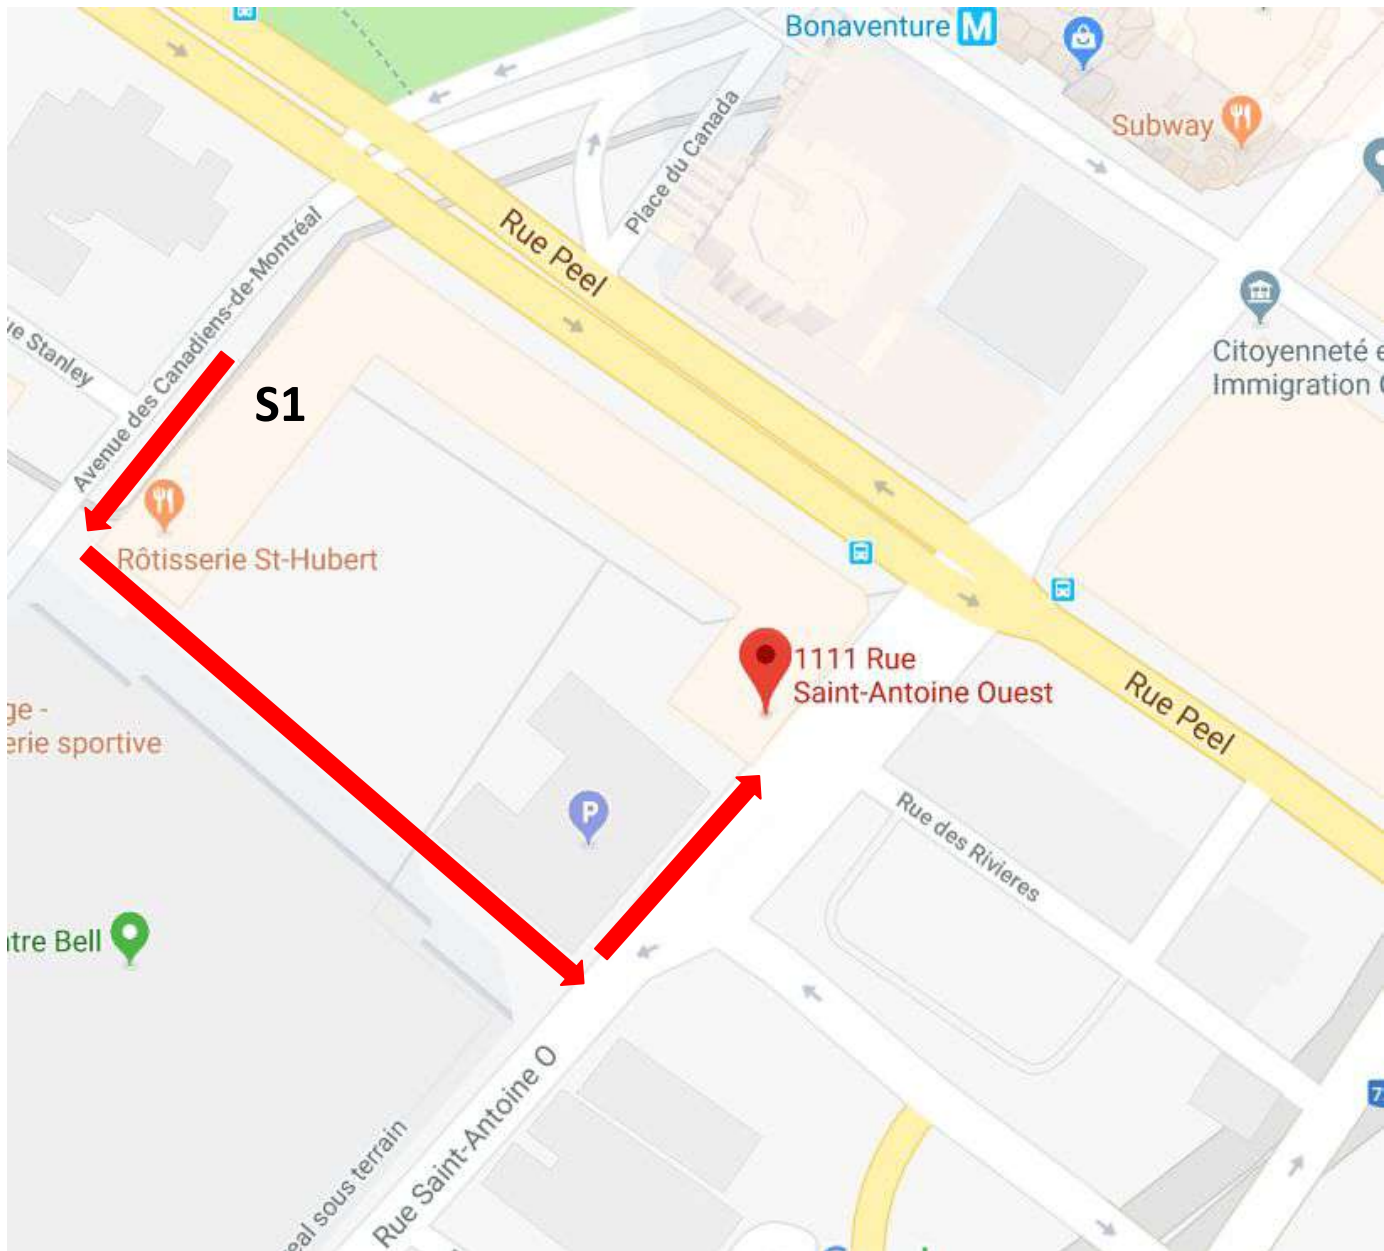 Bonaventure M
Subway
Place du Canada
Rue Peel
Avenue des Canadiens-de-Montréal
ue Stanley
Citoyenneté e
Immigration C
S1
Rôtisserie St-Hubert
1111 Rue
Saint-Antoine Ouest
Rue Peel
ge -
erie sportive
P
Rue des Rivieres
tre Bell
Rue Saint-Antoine O
eal sous terrain